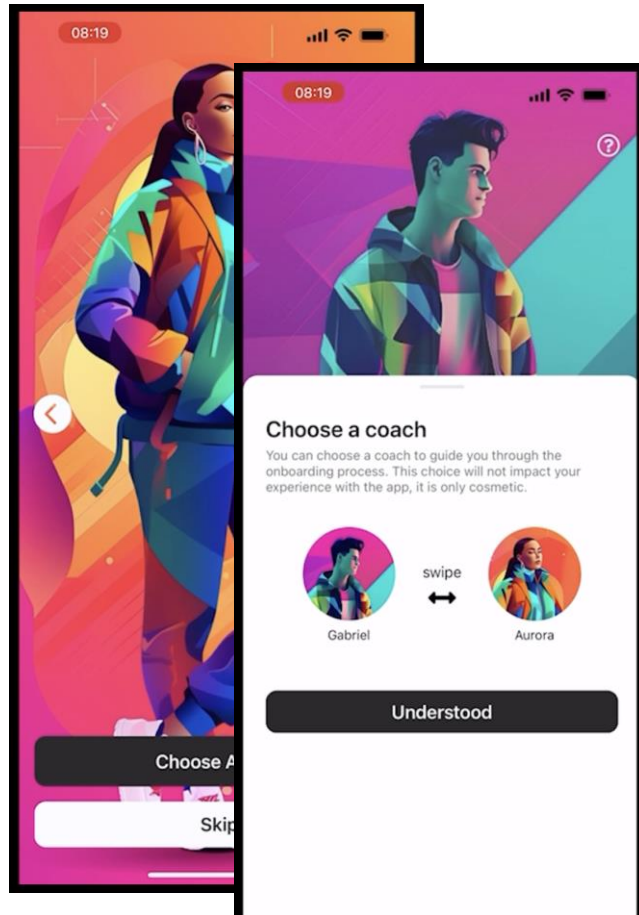 08:19
Choose A
Skip
08:19
?
Choose a coach
You can choose a coach to guide you through the
onboarding process. This choice will not impact your
experience with the app, it is only cosmetic.
swipe
Gabriel
Aurora
Understood